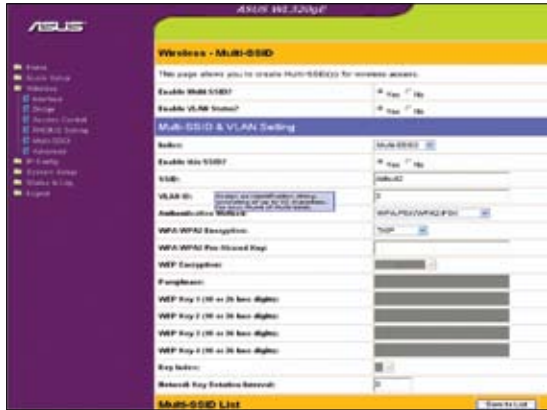 ASUS WL320gE
ASUS
Home
Quick Setup
Wireless
Interface
Bridge
Access Control
RADIUS Setting
Multi-SSID
Advanced
IP Config
System Setup
Status & Log
Logout
Wireless - Multi-SSID
This page allows you to create Multi-SSID(s) for wireless access.
Enable Multi-SSID? Yes No
Enable VLAN Status? Yes No
Multi-SSID & VLAN Setting
Index:
Enable this SSID? Yes No
SSID:
VLAN ID:
Authentication Method: WPA-PSK/WPA2-PSK
WPA/WPA2 Encryption: TKIP
WPA/WPA2 Pre-Shared Key:
WEP Encryption:
Passphrase:
WEP Key 1 (10 or 26 hex digits):
WEP Key 2 (10 or 26 hex digits):
WEP Key 3 (10 or 26 hex digits):
WEP Key 4 (10 or 26 hex digits):
Key Index:
Network Key Rotation Interval: 0
Multi-SSID List Save to List